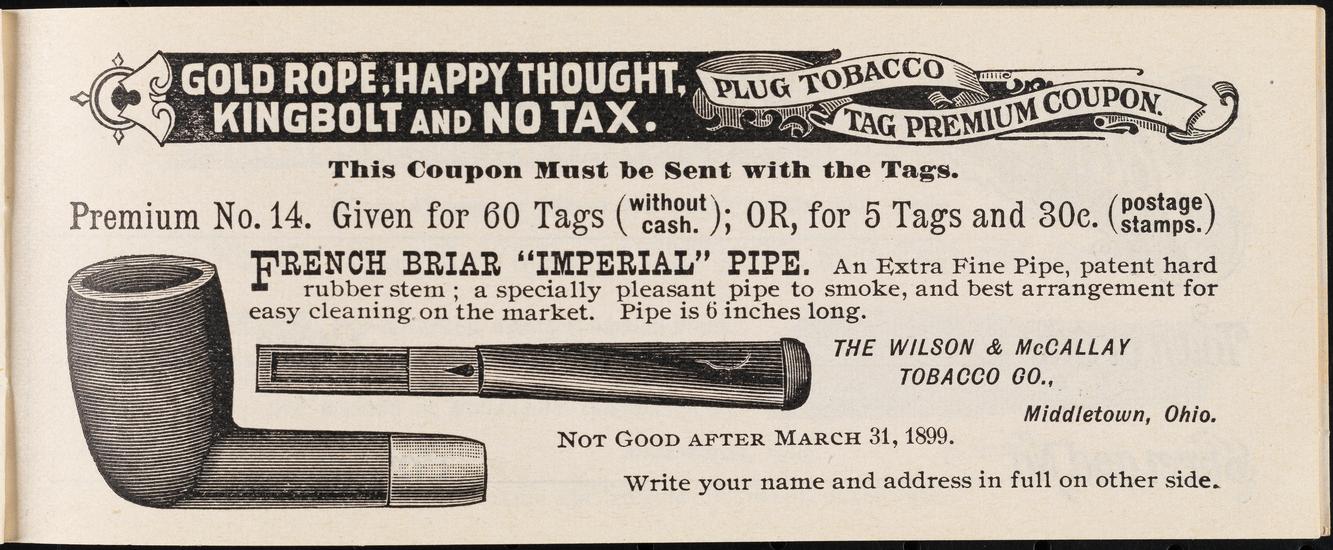 GOLD ROPE, HAPPY THOUGHT,
KINGBOLT AND NO TAX.
PLUG TOBACCO
TAG PREMIUM COUPON.
This Coupon Must be Sent with the Tags.
Premium No. 14. Given for 60 Tags (without cash.); OR, for 5 Tags and 30c. (postage stamps.)
FRENCH BRIAR "IMPERIAL" PIPE. An Extra Fine Pipe, patent hard
rubber stem; a specially pleasant pipe to smoke, and best arrangement for
easy cleaning on the market. Pipe is 6 inches long.
THE WILSON & McCALLAY
TOBACCO CO.,
Middletown, Ohio.
NOT GOOD AFTER MARCH 31, 1899.
Write your name and address in full on other side.